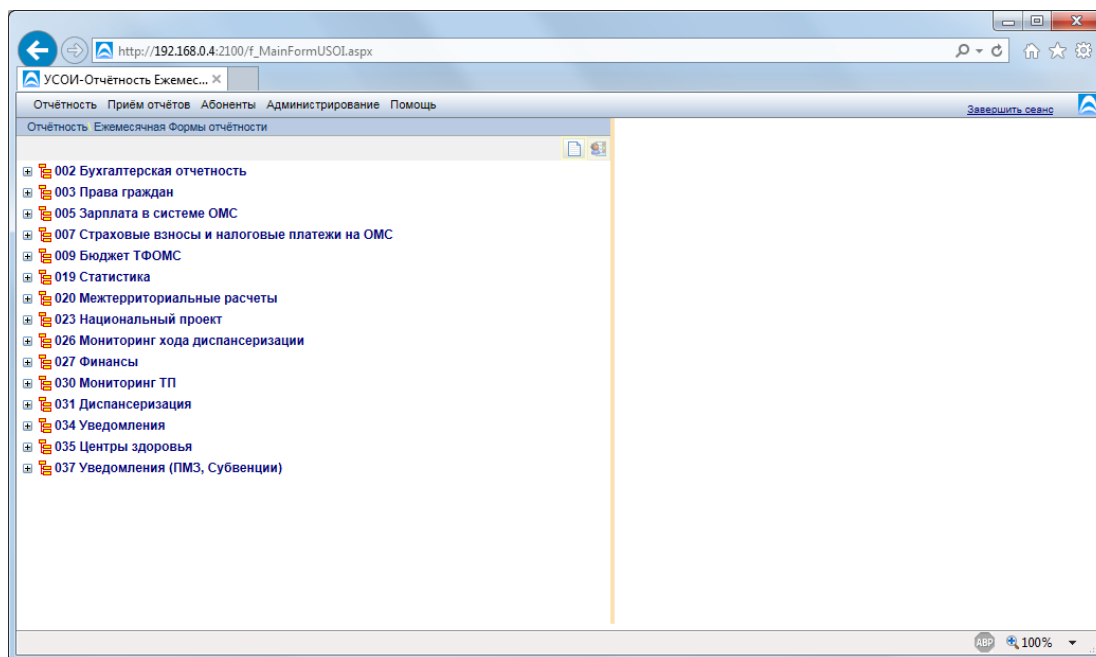 http://192.168.0.4:2100/f_MainFormUSOI.aspx
УСОИ-Отчётность Ежемес...
Отчётность Приём отчётов Абоненты Администрирование Помощь
Завершить сеанс
Отчётность\Ежемесячная Формы отчётности
002 Бухгалтерская отчетность
003 Права граждан
005 Зарплата в системе ОМС
007 Страховые взносы и налоговые платежи на ОМС
009 Бюджет ТФОМС
019 Статистика
020 Межтерриториальные расчеты
023 Национальный проект
026 Мониторинг хода диспансеризации
027 Финансы
030 Мониторинг ТП
031 Диспансеризация
034 Уведомления
035 Центры здоровья
037 Уведомления (ПМЗ, Субвенции)
ABP 100%